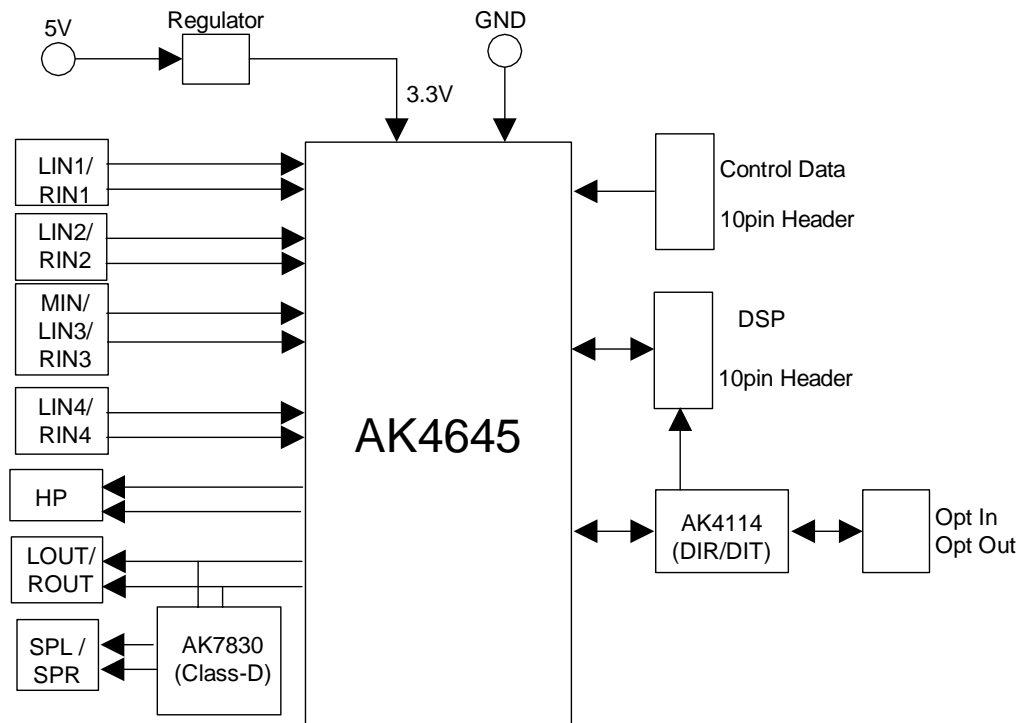 5V
Regulator
GND
3.3V
LIN1/
RIN1
LIN2/
RIN2
MIN/
LIN3/
RIN3
LIN4/
RIN4
HP
LOUT/
ROUT
SPL /
SPR
AK7830
(Class-D)
AK4645
Control Data
10pin Header
DSP
10pin Header
AK4114
(DIR/DIT)
Opt In
Opt Out